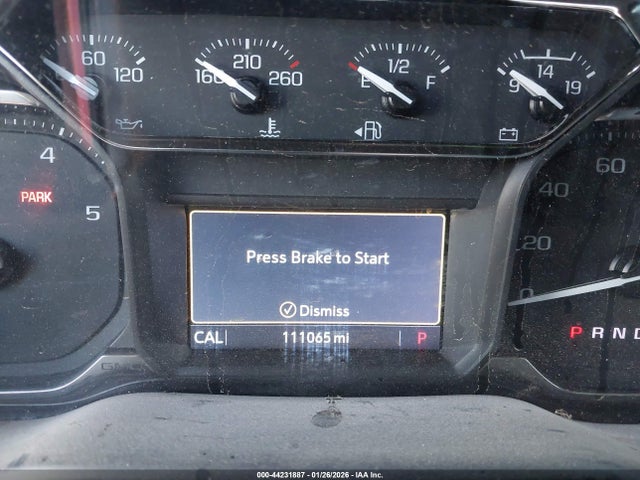 60
120
160
210
260
E
1/2
F
9
14
19
4
5
PARK
Press Brake to Start
Dismiss
CAL
111065 mi
P
60
40
20
0
P R N D
GMC
000-44231887 | 01/26/2026 | IAA Inc.